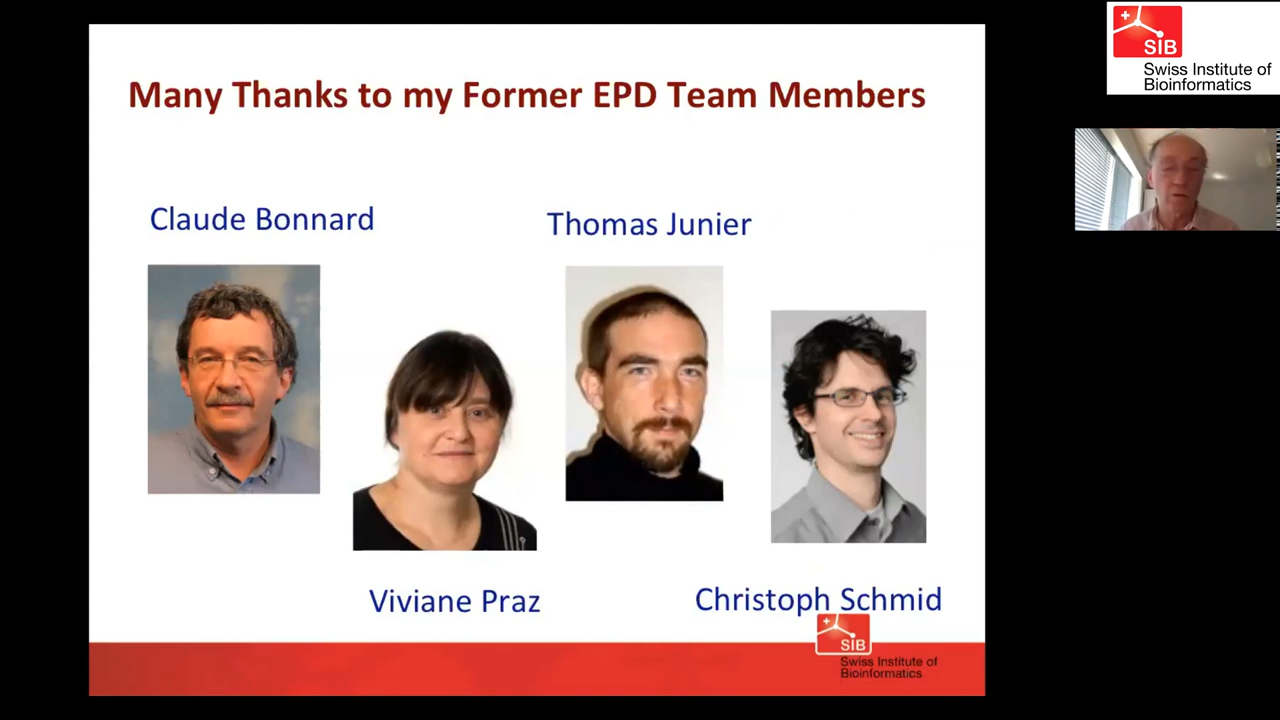 Many Thanks to my Former EPD Team Members
Claude Bonnard
Thomas Junier
Viviane Praz
Christoph Schmid
SIB
Swiss Institute of
Bioinformatics
SIB
Swiss Institute of
Bioinformatics